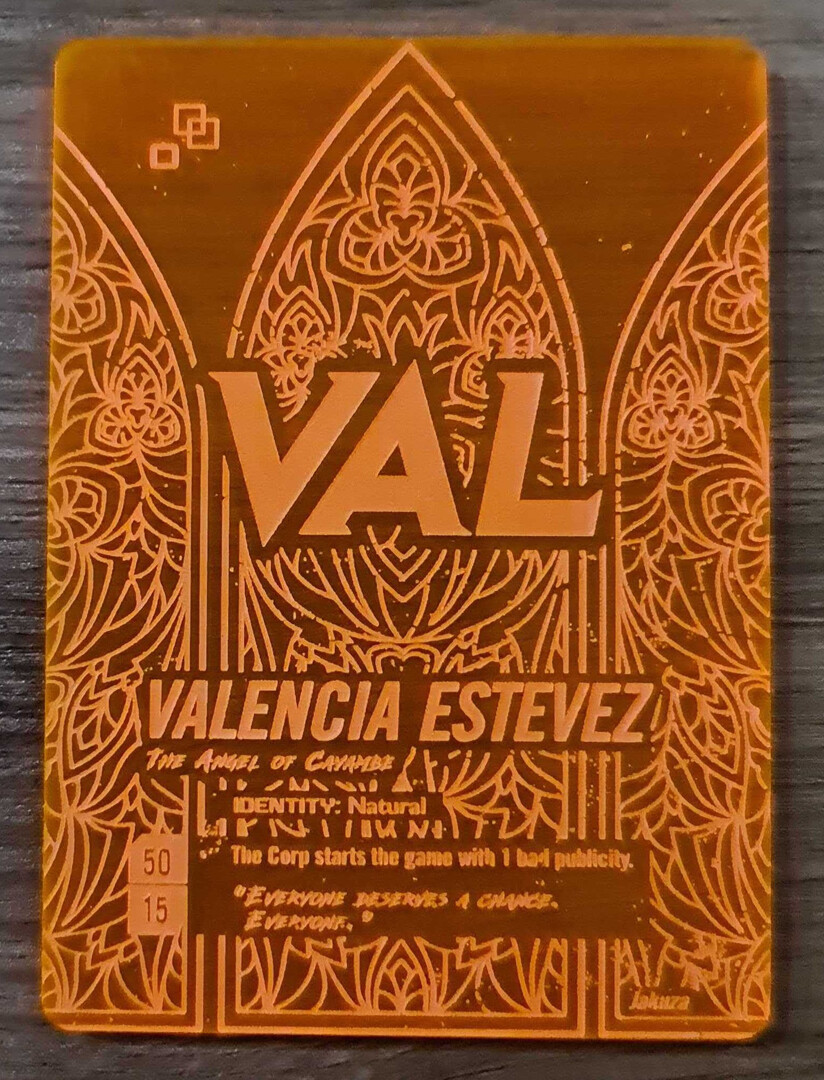 VAL
VALENCIA ESTEVEZ
THE ANGEL OF CAYAMBE
IDENTITY: Natural
50
The Corp starts the game with 1 bad publicity.
15
"EVERYONE DESERVES A CHANCE.
EVERYONE."